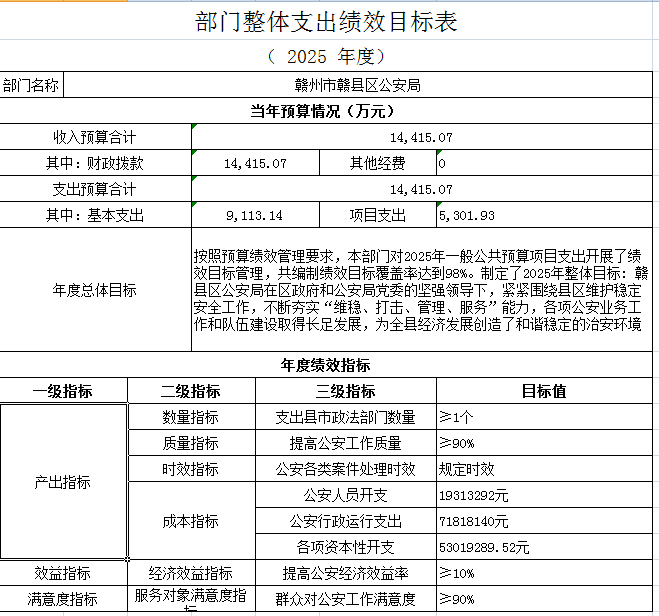 部门整体支出绩效目标表
（ 2025 年度）
部门名称 赣州市赣县区公安局
当年预算情况（万元）
收入预算合计 14,415.07
其中：财政拨款 14,415.07 其他经费 0
支出预算合计 14,415.07
其中：基本支出 9,113.14 项目支出 5,301.93
年度总体目标
按照预算绩效管理要求，本部门对2025年一般公共预算项目支出开展了绩
效目标管理，共编制绩效目标覆盖率达到98%。制定了2025年整体目标：赣
县区公安局在区政府和公安局党委的坚强领导下，紧紧围绕县区维护稳定
安全工作，不断夯实“维稳、打击、管理、服务”能力，各项公安业务工
作和队伍建设取得长足发展，为全县经济发展创造了和谐稳定的治安环境
年度绩效指标
一级指标 二级指标 三级指标 目标值
产出指标
数量指标 支出县市政法部门数量 ≥1个
质量指标 提高公安工作质量 ≥90%
时效指标 公安各类案件处理时效 规定时效
成本指标
公安人员开支 19313292元
公安行政运行支出 71818140元
各项资本性开支 53019289.52元
效益指标 经济效益指标 提高公安经济效益率 ≥10%
满意度指标 服务对象满意度指标 群众对公安工作满意度 ≥90%